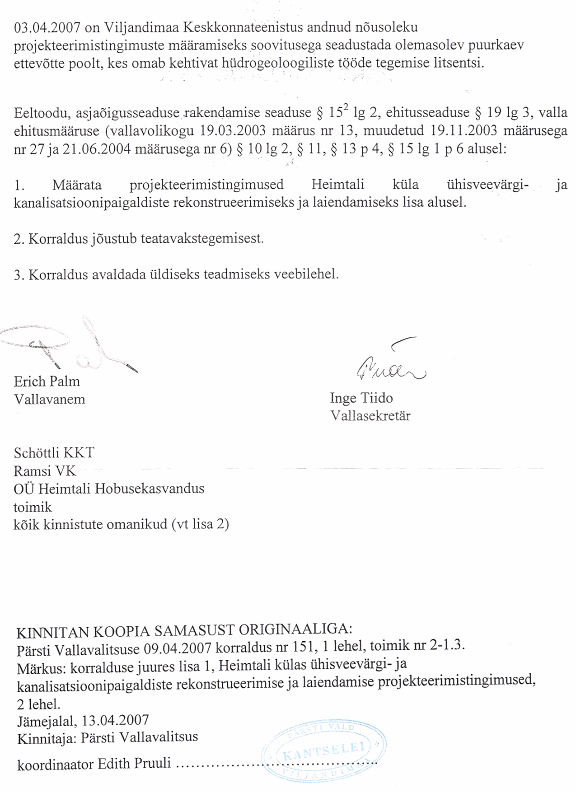 03.04.2007 on Viljandimaa Keskkonnateenistus andnud nõusoleku
projekteerimistingimuste määramiseks soovitusega seadustada olemasolev puurkaev
ettevõtte poolt, kes omab kehtivat hüdrogeoloogiliste tööde tegemise litsentsi.
Eeltoodu, asjaõigusseaduse rakendamise seaduse § 15² lg 2, ehitusseaduse § 19 lg 3, valla
ehitusmääruse (vallavolikogu 19.03.2003 määrus nr 13, muudetud 19.11.2003 määrusega
nr 27 ja 21.06.2004 määrusega nr 6) § 10 lg 2, § 11, § 13 p 4, § 15 lg 1 p 6 alusel:
1. Määrata projekteerimistingimused Heimtali küla ühisveevärgi- ja
kanalisatsioonipaigaldiste rekonstrueerimiseks ja laiendamiseks lisa alusel.
2. Korraldus jõustub teatavakstegemisest.
3. Korraldus avaldada üldiseks teadmiseks veebilehel.
Erich Palm
Vallavanem
Inge Tiido
Vallasekretär
Schöttli KKT
Ramsi VK
OÜ Heimtali Hobusekasvandus
toimik
kõik kinnistute omanikud (vt lisa 2)
KINNITAN KOOPIA SAMASUST ORIGINAALIGA:
Pärsti Vallavalitsuse 09.04.2007 korraldus nr 151, 1 lehel, toimik nr 2-1.3.
Märkus: korralduse juures lisa 1, Heimtali külas ühisveevärgi- ja
kanalisatsioonipaigaldiste rekonstrueerimise ja laiendamise projekteerimistingimused,
2 lehel.
Jämejalal, 13.04.2007
Kinnitaja: Pärsti Vallavalitsus
PÄRSTI VALD
KANTSELEI
VILJANDIMAA
koordinaator Edith Pruuli ……………………………………